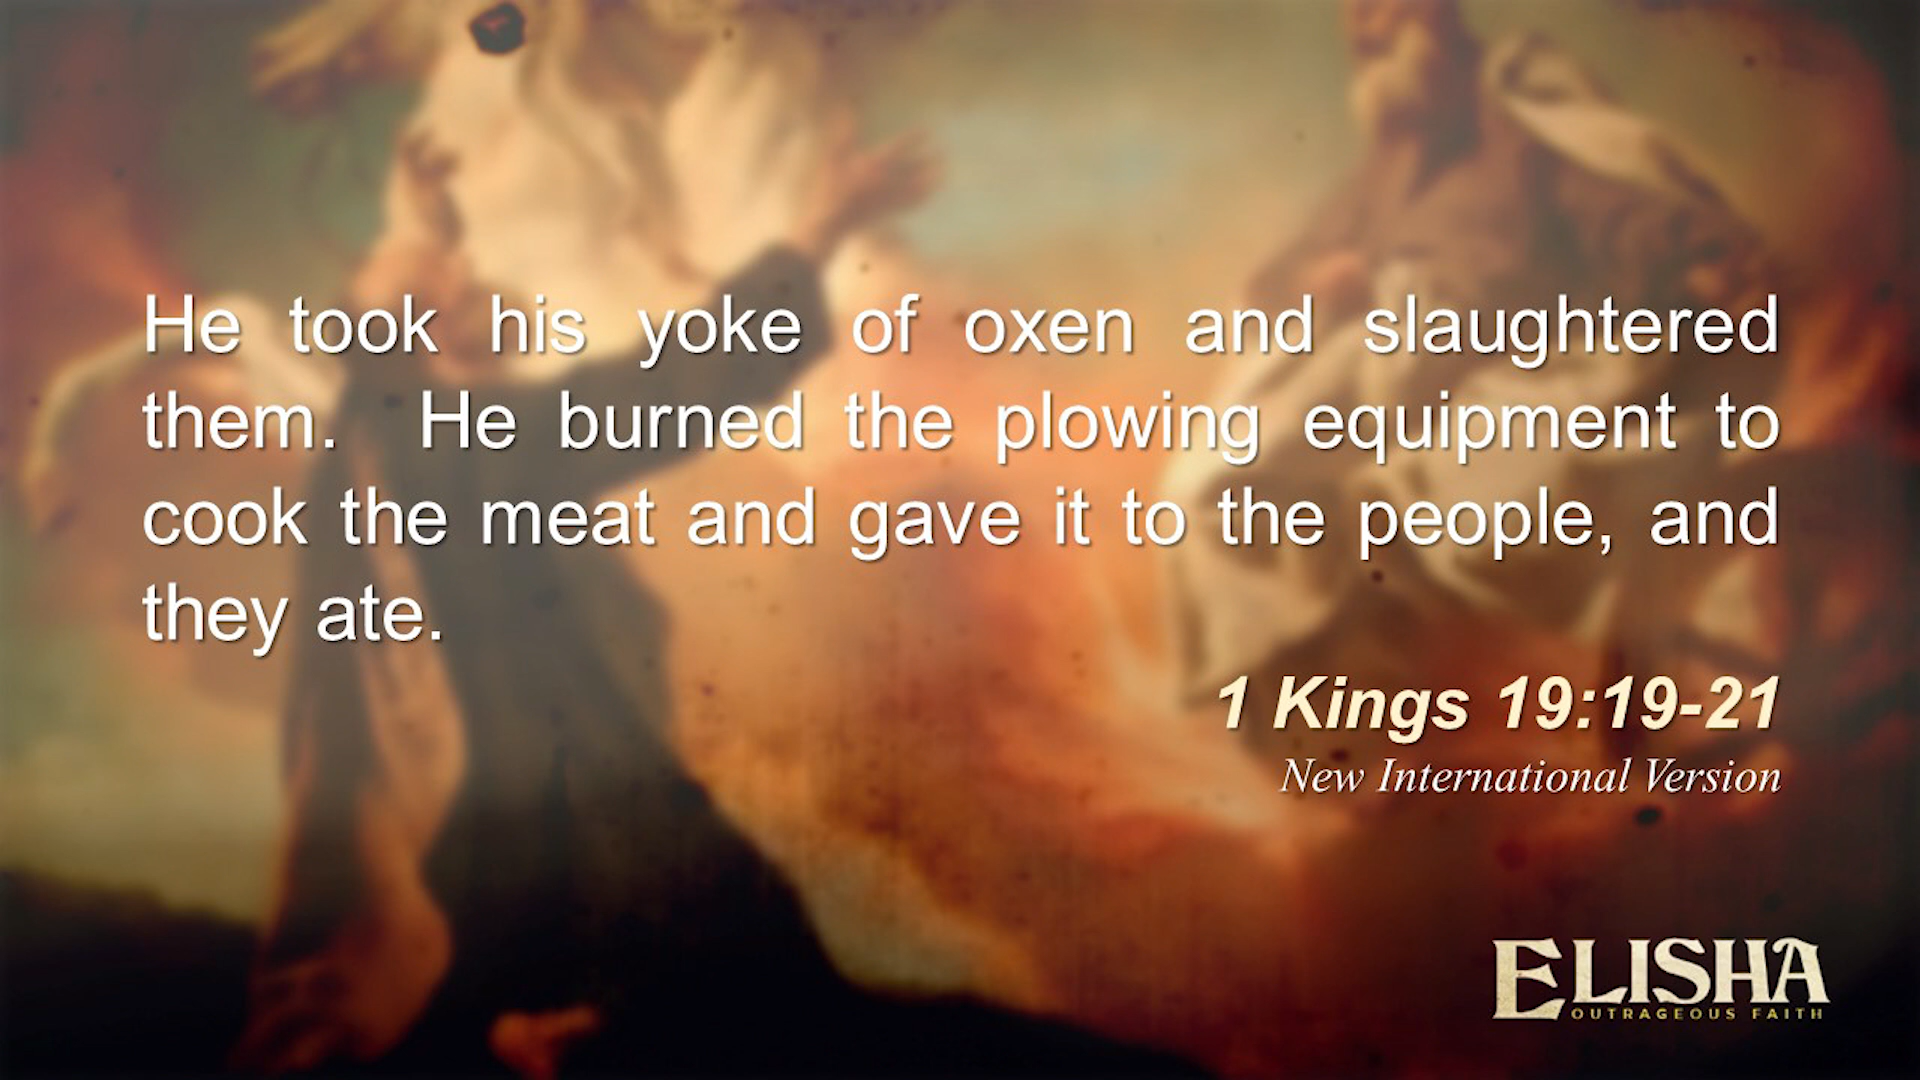 He took his yoke of oxen and slaughtered
them.  He burned the plowing equipment to
cook the meat and gave it to the people, and
they ate.
1 Kings 19:19-21
New International Version
ELISHA
OUTRAGEOUS FAITH